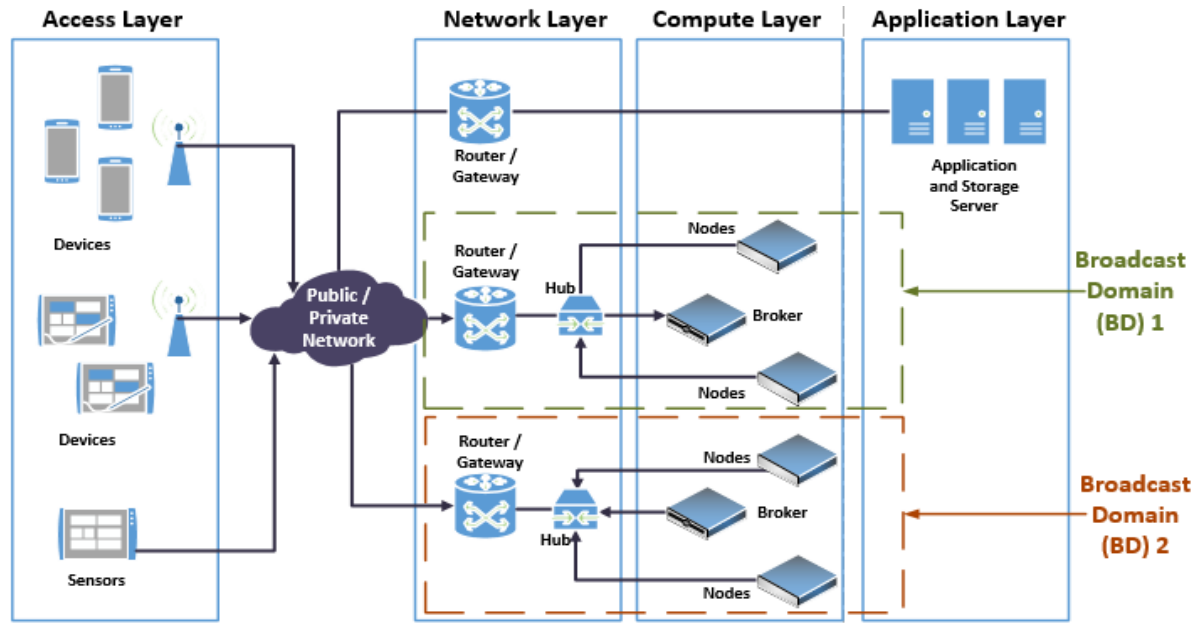 Access Layer
Network Layer
Compute Layer
Application Layer
Devices
Devices
Sensors
Public /
Private
Network
Router /
Gateway
Application
and Storage
Server
Router /
Gateway
Hub
Nodes
Broker
Nodes
Broadcast
Domain
(BD) 1
Router /
Gateway
Hub
Nodes
Broker
Nodes
Broadcast
Domain
(BD) 2